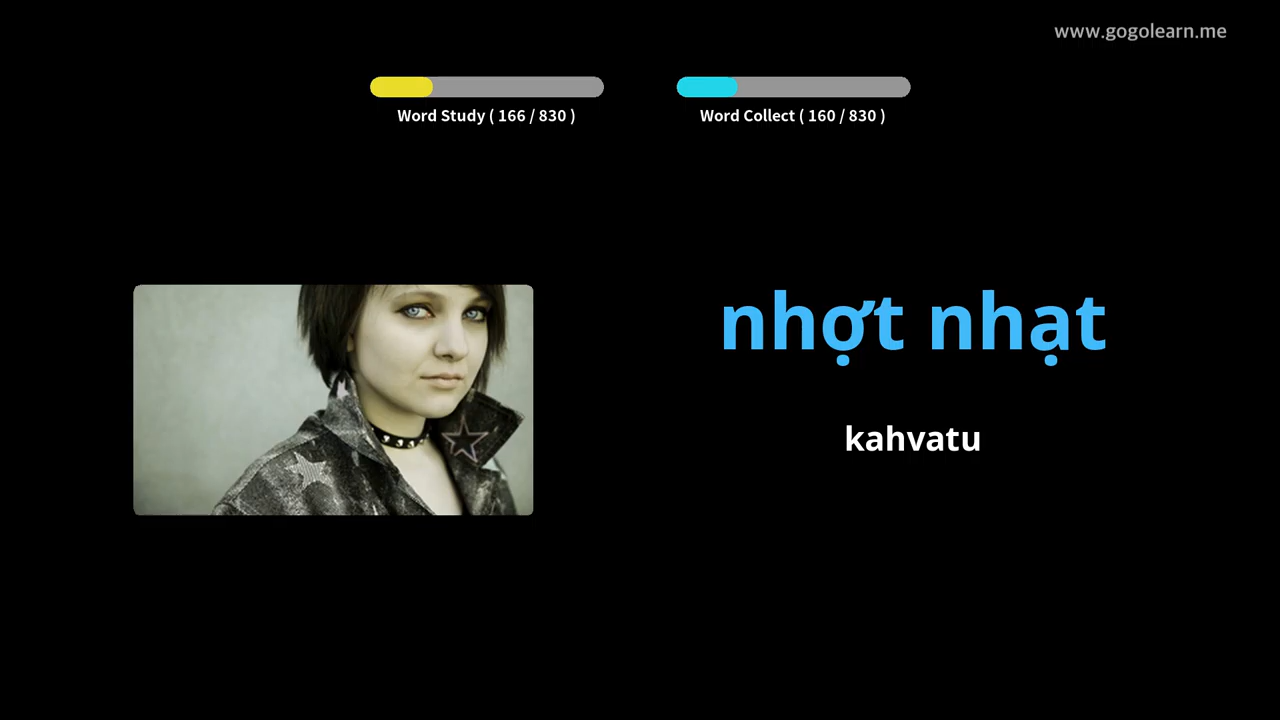 www.gogolearn.me
Word Study ( 166 / 830 )
Word Collect ( 160 / 830 )
nhợt nhạt
kahvatu